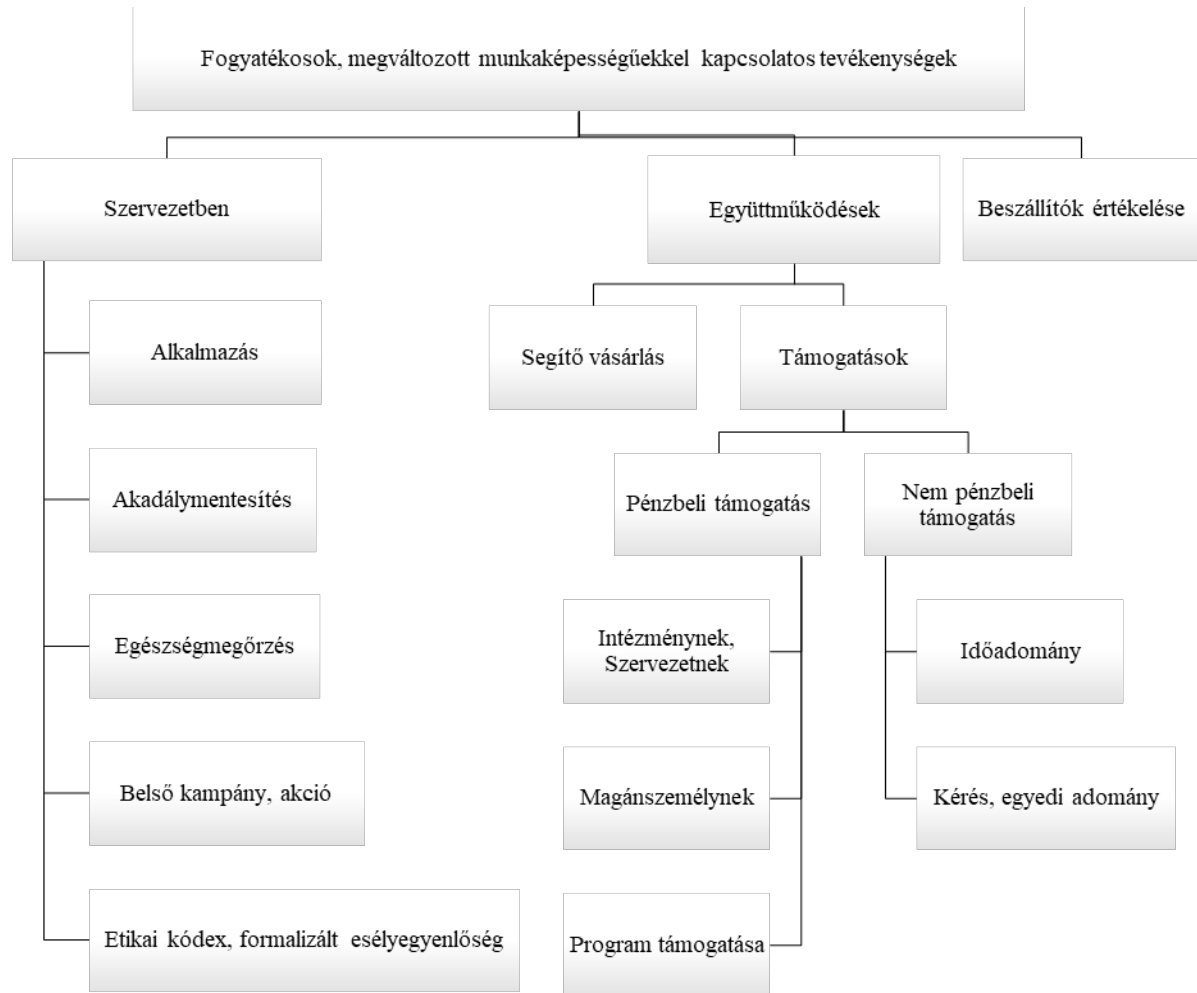 Fogyatékosok, megváltozott munkaképességűekkel kapcsolatos tevékenységek
Szervezetben
Együttműködések
Beszállítók értékelése
Alkalmazás
Segítő vásárlás
Támogatások
Akadálymentesítés
Pénzbeli támogatás
Nem pénzbeli
támogatás
Egészségmegőrzés
Intézménynek,
Szervezetnek
Időadomány
Belső kampány, akció
Magánszemélynek
Kérés, egyedi adomány
Etikai kódex, formalizált esélyegyenlőség
Program támogatása